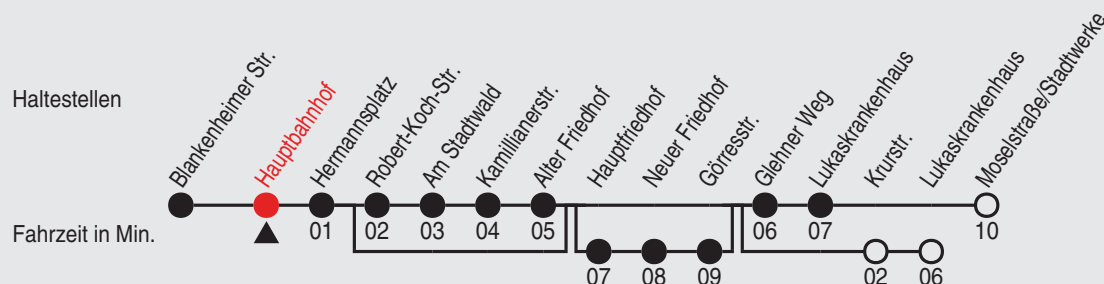 Haltestellen
Blankenheimer Str.
Hauptbahnhof
Hermannsplatz
Robert-Koch-Str.
Am Stadtwald
Kamillianerstr.
Alter Friedhof
Hauptfriedhof
Neuer Friedhof
Görresstr.
Glehner Weg
Lukaskrankenhaus
Krurstr.
Lukaskrankenhaus
Moselstraße/Stadtwerke
Fahrzeit in Min.
01 02 03 04 05 06 07 10
07 08 09 02 06